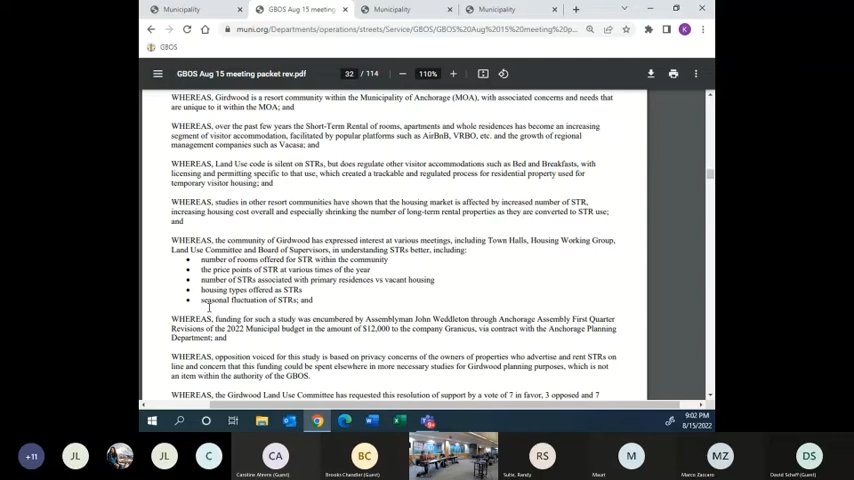 Municipality
GBOS Aug 15 meeting
Municipality
Municipality
muni.org/Departments/operations/streets/Service/GBOS/GBOS%20Aug%2015%20meeting%20p...
K
GBOS
GBOS Aug 15 meeting packet rev.pdf
32 / 114
110%
WHEREAS, Girdwood is a resort community within the Municipality of Anchorage (MOA), with associated concerns and needs that
are unique to it within the MOA; and
WHEREAS, over the past few years the Short-Term Rental of rooms, apartments and whole residences has become an increasing
segment of visitor accommodation, facilitated by popular platforms such as AirBnB, VRBO, etc. and the growth of regional
management companies such as Vacasa; and
WHEREAS, Land Use code is silent on STRs, but does regulate other visitor accommodations such as Bed and Breakfasts, with
licensing and permitting specific to that use, which created a trackable and regulated process for residential property used for
temporary visitor housing; and
WHEREAS, studies in other resort communities have shown that the housing market is affected by increased number of STR,
increasing housing cost overall and especially shrinking the number of long-term rental properties as they are converted to STR use;
and
WHEREAS, the community of Girdwood has expressed interest at various meetings, including Town Halls, Housing Working Group,
Land Use Committee and Board of Supervisors, in understanding STRs better, including:
• number of rooms offered for STR within the community
• the price points of STR at various times of the year
• number of STRs associated with primary residences vs vacant housing
• housing types offered as STRs
• seasonal fluctuation of STRs; and
WHEREAS, funding for such a study was encumbered by Assemblyman John Weddleton through Anchorage Assembly First Quarter
Revisions of the 2022 Municipal budget in the amount of $12,000 to the company Granicus, via contract with the Anchorage Planning
Department; and
WHEREAS, opposition voiced for this study is based on privacy concerns of the owners of properties who advertise and rent STRs on
line and concern that this funding could be spent elsewhere in more necessary studies for Girdwood planning purposes, which is not
an item within the authority of the GBOS.
WHEREAS, the Girdwood Land Use Committee has requested this resolution of support by a vote of 7 in favor, 3 opposed and 7
9:02 PM
8/15/2022
+11
JL
JL
C
CA
Caroline Ahrens (Guest)
BC
Brooklin Chandler (Guest)
RS
Sulte, Randy
M
Mauri
MZ
Marco Zaccaro
DS
David Schaff (Guest)